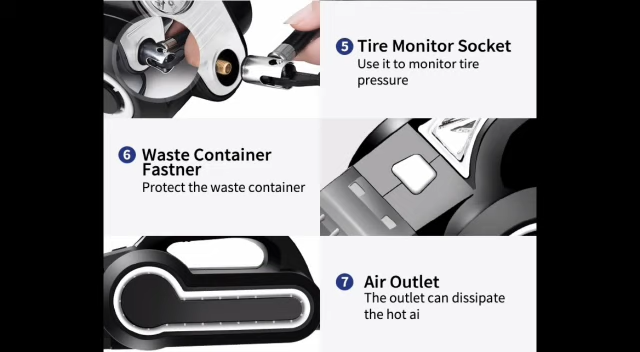 5 Tire Monitor Socket
Use it to monitor tire
pressure
6 Waste Container
Fastner
Protect the waste container
7 Air Outlet
The outlet can dissipate
the hot ai